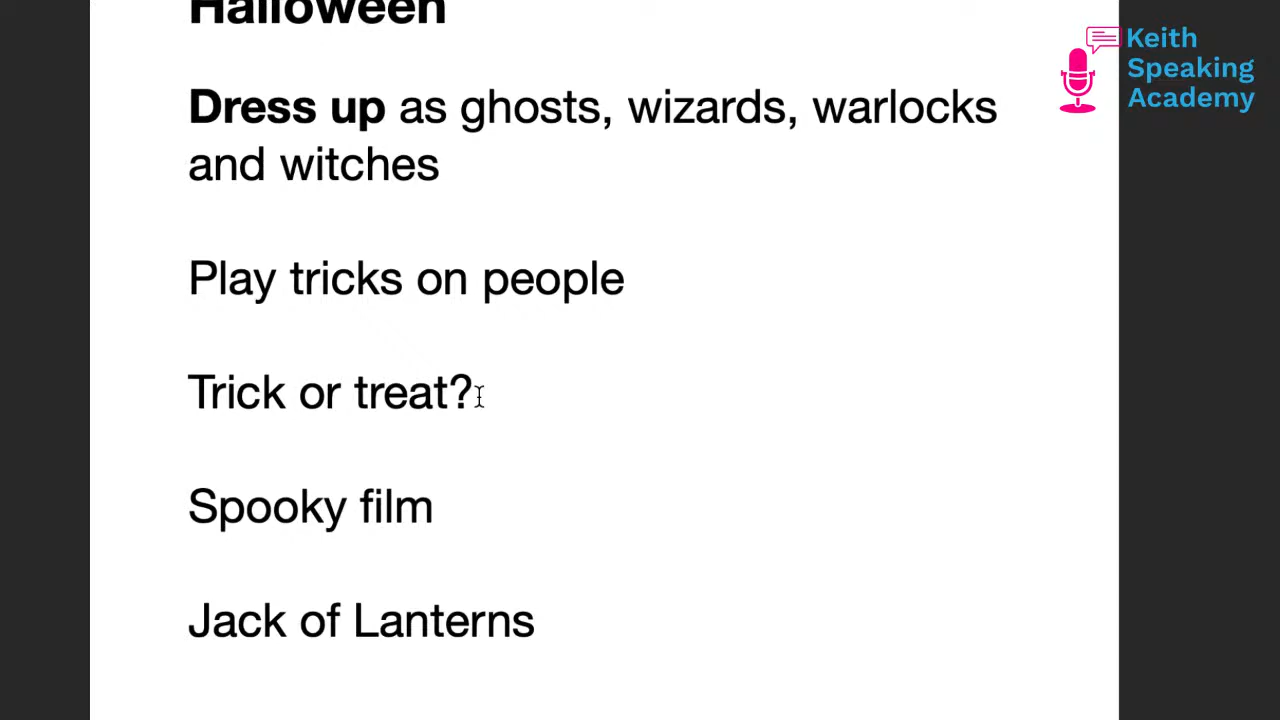 Halloween
Dress up as ghosts, wizards, warlocks
and witches
Play tricks on people
Trick or treat?
Spooky film
Jack of Lanterns
Keith
Speaking
Academy